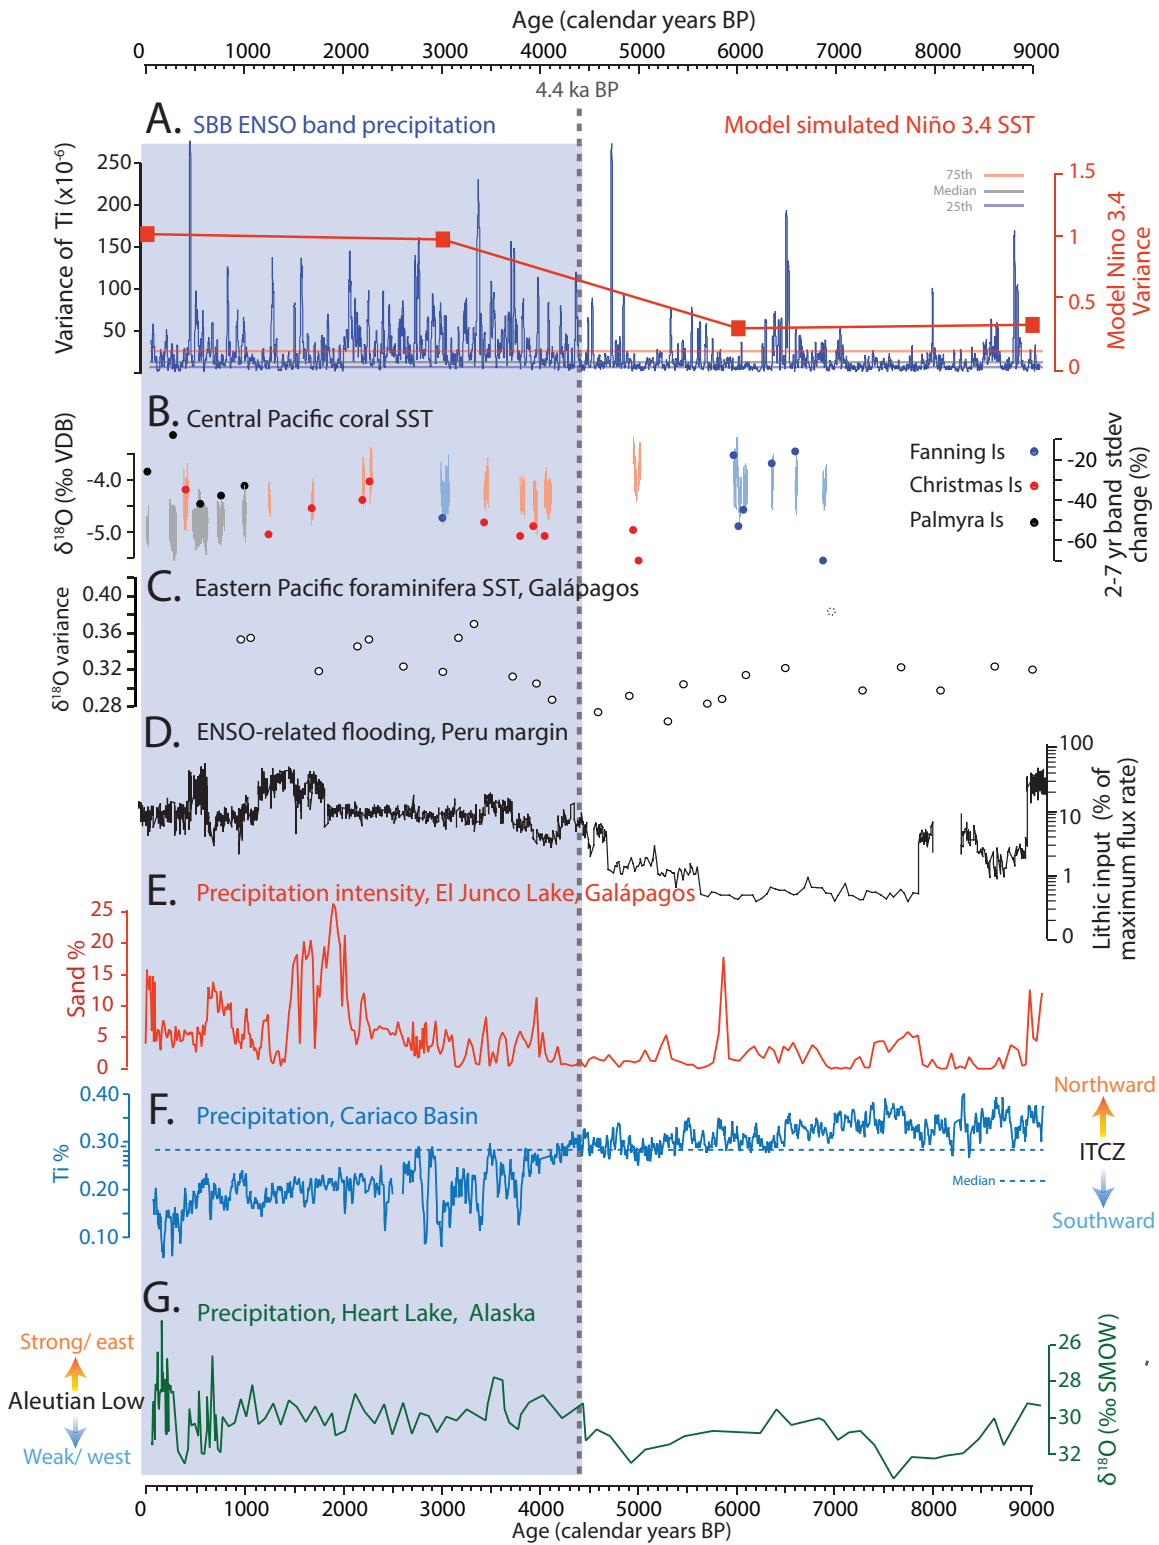 Age (calendar years BP)
0 1000 2000 3000 4000 5000 6000 7000 8000 9000
4.4 ka BP
A. SBB ENSO band precipitation
Model simulated Niño 3.4 SST
Variance of Ti (x10-6)
250
200
150
100
50
75th
Median
25th
1.5
1
0.5
0
Model Nino 3.4
Variance
B. Central Pacific coral SST
δ18O (‰ VDB)
-4.0
-5.0
Fanning Is
Christmas Is
Palmyra Is
-20
-40
-60
2-7 yr band stdev
change (%)
C. Eastern Pacific foraminifera SST, Galápagos
δ18O variance
0.40
0.36
0.32
0.28
D. ENSO-related flooding, Peru margin
100
10
1
0
Lithic input (% of
maximum flux rate)
E. Precipitation intensity, El Junco Lake, Galápagos
Sand %
25
20
15
10
5
0
F. Precipitation, Cariaco Basin
Ti %
0.40
0.30
0.20
0.10
Median
Northward
ITCZ
Southward
G. Precipitation, Heart Lake, Alaska
Strong/ east
Aleutian Low
Weak/ west
26
28
30
32
δ18O (‰ SMOW)
0 1000 2000 3000 4000 5000 6000 7000 8000 9000
Age (calendar years BP)